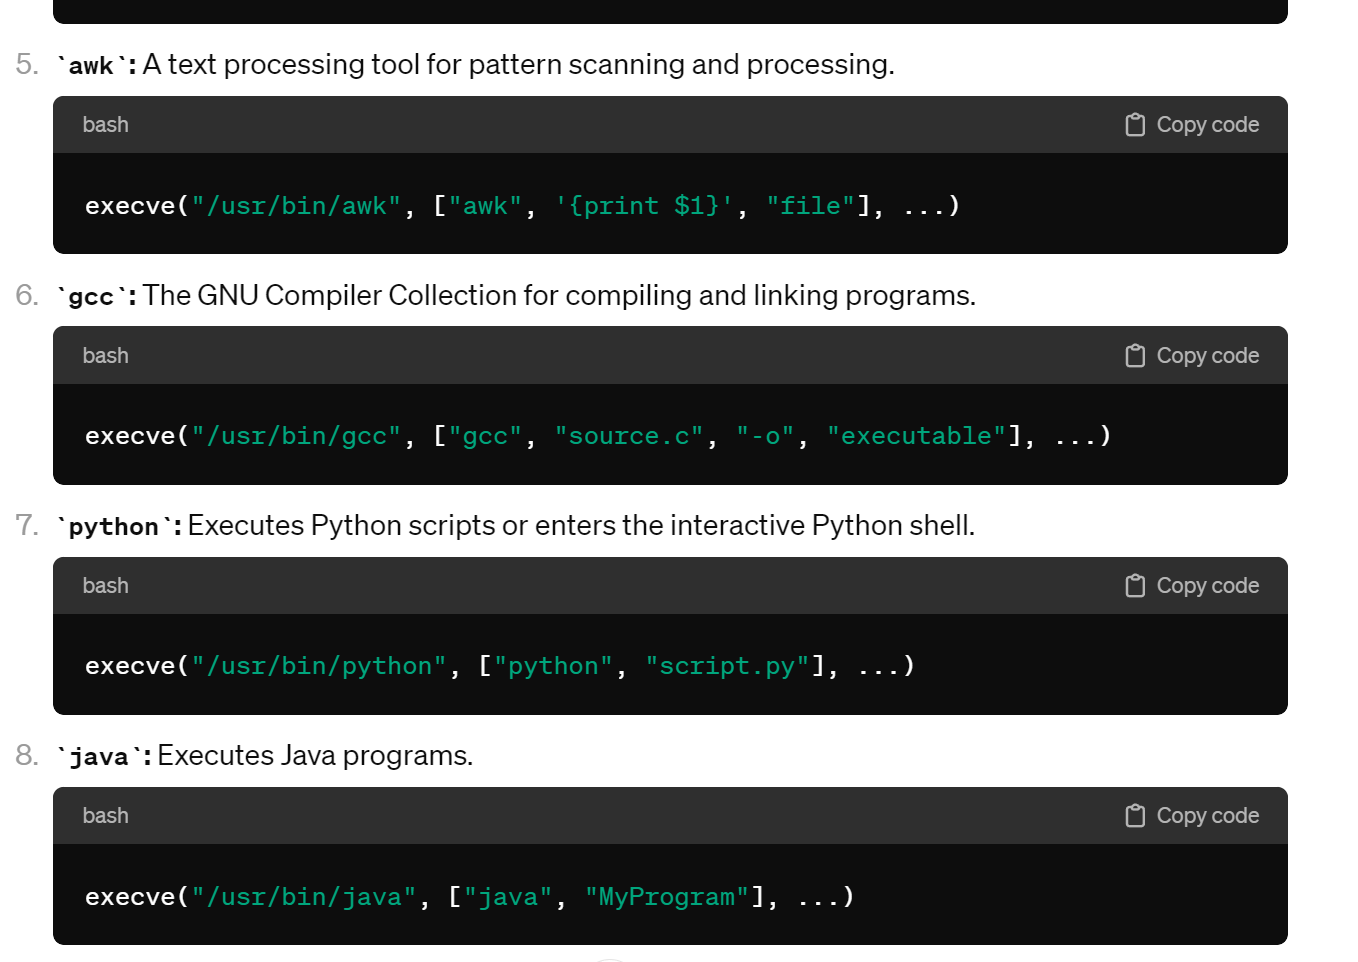 5. `awk`: A text processing tool for pattern scanning and processing.
bash Copy code
execve("/usr/bin/awk", ["awk", '{print $1}', "file"], ...)
6. `gcc`: The GNU Compiler Collection for compiling and linking programs.
bash Copy code
execve("/usr/bin/gcc", ["gcc", "source.c", "-o", "executable"], ...)
7. `python`: Executes Python scripts or enters the interactive Python shell.
bash Copy code
execve("/usr/bin/python", ["python", "script.py"], ...)
8. `java`: Executes Java programs.
bash Copy code
execve("/usr/bin/java", ["java", "MyProgram"], ...)